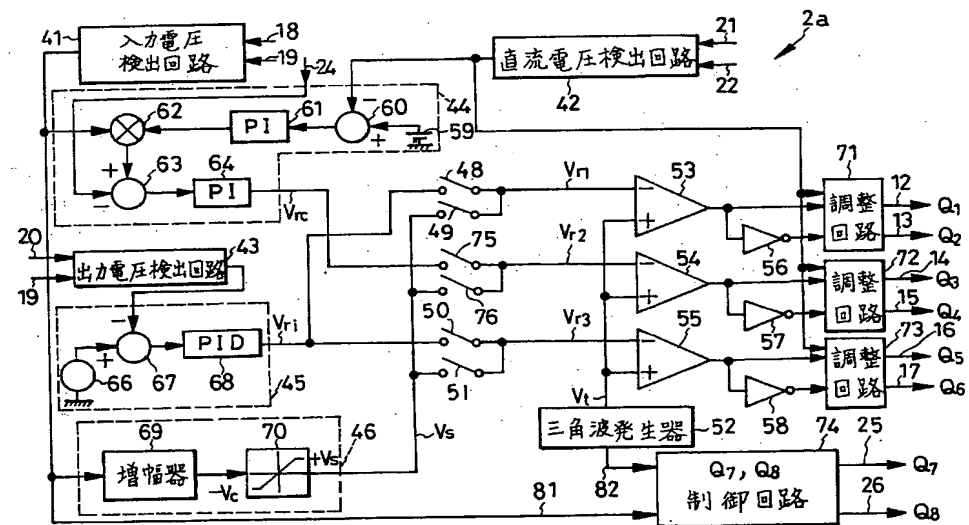 2a
41
入力電圧
検出回路
18
19
24
直流電圧検出回路
21
22
42
44
62
61
PI
60
-
+
59
+
63
-
64
PI
Vrc
48
49
Vr1
53
-
+
56
71
調整
回路
12
Q1
13
Q2
20
19
43
出力電圧検出回路
75
76
Vr2
54
-
+
57
72
調整
回路
14
Q3
15
Q4
-
+
66
67
PID
68
Vri
45
50
51
Vr3
55
-
+
58
73
調整
回路
16
Q5
17
Q6
69
増幅器
-Vc
70
+Vs
46
Vs
Vt
三角波発生器
52
82
81
74
Q7, Q8
制御回路
25
Q7
26
Q8